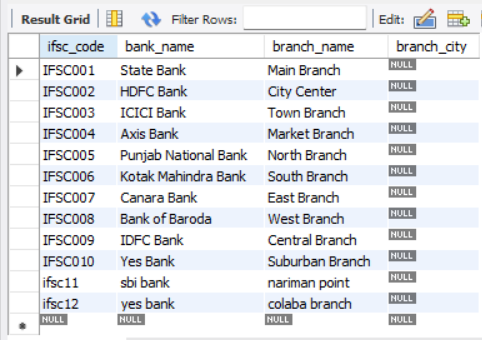 Result Grid Filter Rows: Edit:
ifsc_code bank_name branch_name branch_city
IFSC001 State Bank Main Branch NULL
IFSC002 HDFC Bank City Center NULL
IFSC003 ICICI Bank Town Branch NULL
IFSC004 Axis Bank Market Branch NULL
IFSC005 Punjab National Bank North Branch NULL
IFSC006 Kotak Mahindra Bank South Branch NULL
IFSC007 Canara Bank East Branch NULL
IFSC008 Bank of Baroda West Branch NULL
IFSC009 IDFC Bank Central Branch NULL
IFSC010 Yes Bank Suburban Branch NULL
ifsc11 sbi bank nariman point NULL
ifsc12 yes bank colaba branch NULL
NULL NULL NULL NULL